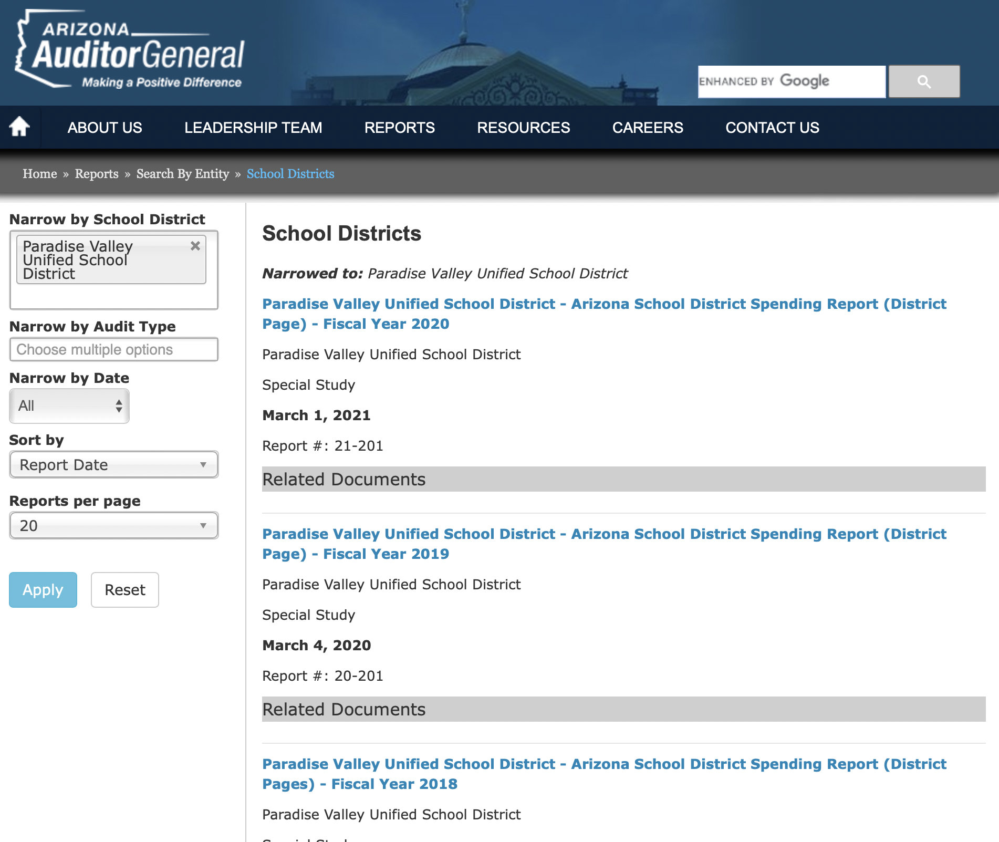 ARIZONA
AuditorGeneral
Making a Positive Difference
ENHANCED BY Google
ABOUT US
LEADERSHIP TEAM
REPORTS
RESOURCES
CAREERS
CONTACT US
Home » Reports » Search By Entity » School Districts
Narrow by School District
Paradise Valley
Unified School
District
Narrow by Audit Type
Choose multiple options
Narrow by Date
All
Sort by
Report Date
Reports per page
20
Apply
Reset
School Districts
Narrowed to: Paradise Valley Unified School District
Paradise Valley Unified School District - Arizona School District Spending Report (District
Page) - Fiscal Year 2020
Paradise Valley Unified School District
Special Study
March 1, 2021
Report #: 21-201
Related Documents
Paradise Valley Unified School District - Arizona School District Spending Report (District
Page) - Fiscal Year 2019
Paradise Valley Unified School District
Special Study
March 4, 2020
Report #: 20-201
Related Documents
Paradise Valley Unified School District - Arizona School District Spending Report (District
Pages) - Fiscal Year 2018
Paradise Valley Unified School District